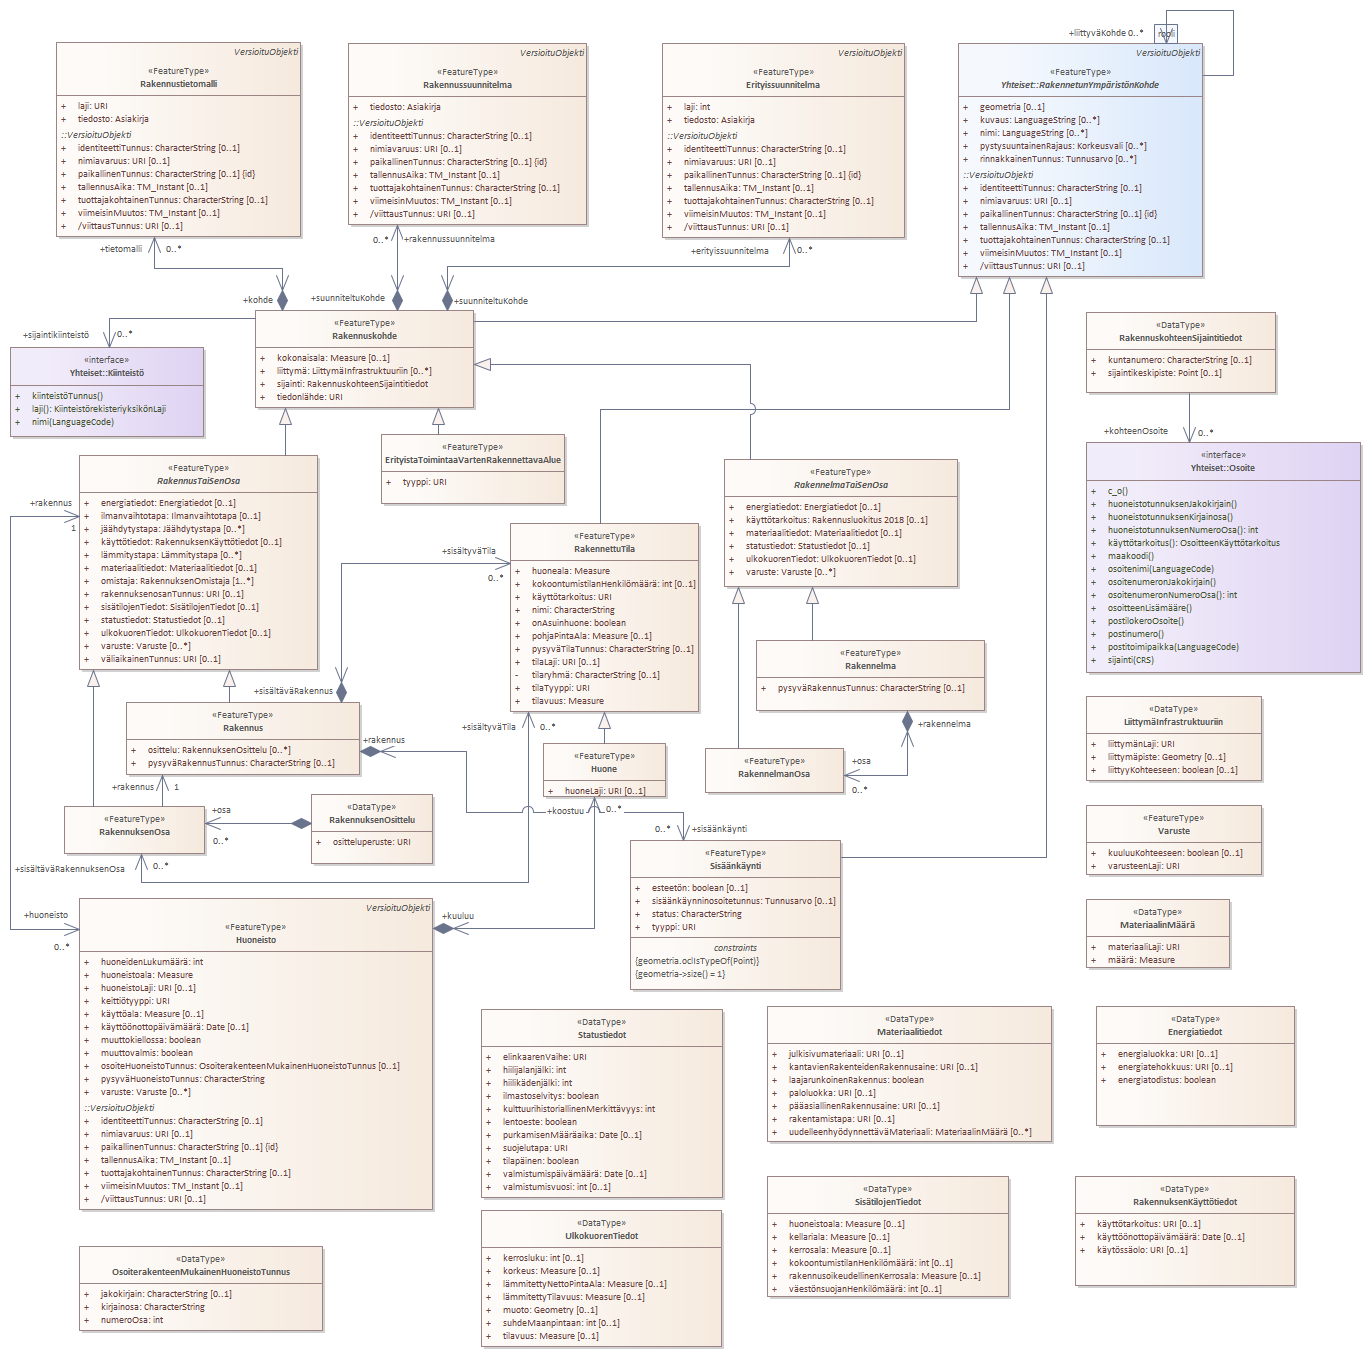 VersioituObjekti
«FeatureType»
Rakennustietomalli
+ laji: URI
+ tiedosto: Asiakirja
::VersioituObjekti
+ identiteettiTunnus: CharacterString [0..1]
+ nimiavaruus: URI [0..1]
+ paikallinenTunnus: CharacterString [0..1] {id}
+ tallennusAika: TM_Instant [0..1]
+ tuottajakohtainenTunnus: CharacterString [0..1]
+ viimeisinMuutos: TM_Instant [0..1]
+ /viittausTunnus: URI [0..1]
VersioituObjekti
«FeatureType»
Rakennussuunnitelma
+ tiedosto: Asiakirja
::VersioituObjekti
+ identiteettiTunnus: CharacterString [0..1]
+ nimiavaruus: URI [0..1]
+ paikallinenTunnus: CharacterString [0..1] {id}
+ tallennusAika: TM_Instant [0..1]
+ tuottajakohtainenTunnus: CharacterString [0..1]
+ viimeisinMuutos: TM_Instant [0..1]
+ /viittausTunnus: URI [0..1]
VersioituObjekti
«FeatureType»
Erityissuunnitelma
+ laji: int
+ tiedosto: Asiakirja
::VersioituObjekti
+ identiteettiTunnus: CharacterString [0..1]
+ nimiavaruus: URI [0..1]
+ paikallinenTunnus: CharacterString [0..1] {id}
+ tallennusAika: TM_Instant [0..1]
+ tuottajakohtainenTunnus: CharacterString [0..1]
+ viimeisinMuutos: TM_Instant [0..1]
+ /viittausTunnus: URI [0..1]
+liittyväKohde 0..*
rooli
VersioituObjekti
«FeatureType»
Yhteiset::RakennetunYmpäristönKohde
+ geometria [0..1]
+ kuvaus: LanguageString [0..*]
+ nimi: LanguageString [0..*]
+ pystysuuntainenRajaus: Korkeusvali [0..*]
+ rinnakkainenTunnus: Tunnusarvo [0..*]
::VersioituObjekti
+ identiteettiTunnus: CharacterString [0..1]
+ nimiavaruus: URI [0..1]
+ paikallinenTunnus: CharacterString [0..1] {id}
+ tallennusAika: TM_Instant [0..1]
+ tuottajakohtainenTunnus: CharacterString [0..1]
+ viimeisinMuutos: TM_Instant [0..1]
+ /viittausTunnus: URI [0..1]
+tietomalli 0..*
0..* +rakennussuunnitelma
+erityissuunnitelma 0..*
+kohde
+suunniteltuKohde
+suunniteltuKohde
«FeatureType»
Rakennuskohde
+ kokonaisala: Measure [0..1]
+ liittymä: LiittymäInfrastruktuuriin [0..*]
+ sijainti: RakennuskohteenSijaintitiedot
+ tiedonlähde: URI
+sijaintikiinteistö 0..*
«interface»
Yhteiset::Kiinteistö
+ kiinteistöTunnus()
+ laji(): KiinteistörekisteriyksikönLaji
+ nimi(LanguageCode)
«DataType»
RakennuskohteenSijaintitiedot
+ kuntanumero: CharacterString [0..1]
+ sijaintikeskipiste: Point [0..1]
+kohteenOsoite 0..*
«interface»
Yhteiset::Osoite
+ c_o()
+ huoneistotunnuksenJakokirjain()
+ huoneistotunnuksenKirjainosa()
+ huoneistotunnuksenNumeroOsa(): int
+ käyttötarkoitus(): OsoitteenKäyttötarkoitus
+ maakoodi()
+ osoitenimi(LanguageCode)
+ osoitenumeronJakokirjain()
+ osoitenumeronNumeroOsa(): int
+ osoitteenLisämääre()
+ postilokeroOsoite()
+ postinumero()
+ postitoimipaikka(LanguageCode)
+ sijainti(CRS)
«FeatureType»
ErityistaToimintaaVartenRakennettavaAlue
+ tyyppi: URI
«FeatureType»
RakennusTaiSenOsa
+ energiatiedot: Energiatiedot [0..1]
+ ilmanvaihtotapa: Ilmanvaihtotapa [0..1]
+ jäähdytystapa: Jäähdytystapa [0..*]
+ käyttötiedot: RakennuksenKäyttötiedot [0..1]
+ lämmitystapa: Lämmitystapa [0..*]
+ materiaalitiedot: Materiaalitiedot [0..1]
+ omistaja: RakennuksenOmistaja [1..*]
+ rakennuksenosanTunnus: URI [0..1]
+ sisätilojenTiedot: SisätilojenTiedot [0..1]
+ statustiedot: Statustiedot [0..1]
+ ulkokuorenTiedot: UlkokuorenTiedot [0..1]
+ varuste: Varuste [0..*]
+ väliaikainenTunnus: URI [0..1]
+rakennus
1
«FeatureType»
RakennelmaTaiSenOsa
+ energiatiedot: Energiatiedot [0..1]
+ käyttötarkoitus: Rakennusluokitus 2018 [0..1]
+ materiaalitiedot: Materiaalitiedot [0..1]
+ statustiedot: Statustiedot [0..1]
+ ulkokuorenTiedot: UlkokuorenTiedot [0..1]
+ varuste: Varuste [0..*]
+sisältyväTila
0..*
«FeatureType»
RakennettuTila
+ huoneala: Measure
+ kokoontumistilanHenkilömäärä: int [0..1]
+ käyttötarkoitus: URI
+ nimi: CharacterString
+ onAsuinhuone: boolean
+ pohjaPintaAla: Measure [0..1]
+ pysyväTilaTunnus: CharacterString [0..1]
+ tilaLaji: URI [0..1]
- tilaryhmä: CharacterString [0..1]
+ tilaTyyppi: URI
+ tilavuus: Measure
«FeatureType»
Rakennelma
+ pysyväRakennusTunnus: CharacterString [0..1]
+rakennelma
«FeatureType»
RakennelmanOsa
+osa
0..*
+sisältäväRakennus
«FeatureType»
Rakennus
+ osittelu: RakennuksenOsittelu [0..*]
+ pysyväRakennusTunnus: CharacterString [0..1]
+rakennus
+sisältyväTila 0..*
«FeatureType»
Huone
+ huoneLaji: URI [0..1]
+koostuu 0..*
+rakennus 1
«FeatureType»
RakennuksenOsa
+osa
0..*
«DataType»
RakennuksenOsittelu
+ ositteluperuste: URI
+sisältäväRakennuksenOsa 0..*
0..* +sisäänkäynti
«FeatureType»
Sisäänkäynti
+ esteetön: boolean [0..1]
+ sisäänkäynninosoitetunnus: Tunnusarvo [0..1]
+ status: CharacterString
+ tyyppi: URI
constraints
{geometria.oclIsTypeOf(Point)}
{geometria->size() = 1}
«DataType»
LiittymäInfrastruktuuriin
+ liittymänLaji: URI
+ liittymäpiste: Geometry [0..1]
+ liittyyKohteeseen: boolean [0..1]
«FeatureType»
Varuste
+ kuuluuKohteeseen: boolean [0..1]
+ varusteenLaji: URI
«DataType»
MateriaalinMäärä
+ materiaaliLaji: URI
+ määrä: Measure
+huoneisto
0..*
+kuuluu
VersioituObjekti
«FeatureType»
Huoneisto
+ huoneidenLukumäärä: int
+ huoneistoala: Measure
+ huoneistoLaji: URI [0..1]
+ keittiötyyppi: URI
+ käyttöala: Measure [0..1]
+ käyttöönottopäivämäärä: Date [0..1]
+ muuttokiellossa: boolean
+ muuttovalmis: boolean
+ osoiteHuoneistoTunnus: OsoiterakenteenMukainenHuoneistoTunnus [0..1]
+ pysyväHuoneistoTunnus: CharacterString
+ varuste: Varuste [0..*]
::VersioituObjekti
+ identiteettiTunnus: CharacterString [0..1]
+ nimiavaruus: URI [0..1]
+ paikallinenTunnus: CharacterString [0..1] {id}
+ tallennusAika: TM_Instant [0..1]
+ tuottajakohtainenTunnus: CharacterString [0..1]
+ viimeisinMuutos: TM_Instant [0..1]
+ /viittausTunnus: URI [0..1]
«DataType»
Statustiedot
+ elinkaarenVaihe: URI
+ hiilijalanjälki: int
+ hiilikädenjälki: int
+ ilmastoselvitys: boolean
+ kulttuurihistoriallinenMerkittävyys: int
+ lentoeste: boolean
+ purkamisenMääräaika: Date [0..1]
+ suojelutapa: URI
+ tilapäinen: boolean
+ valmistumispäivämäärä: Date [0..1]
+ valmistumisvuosi: int [0..1]
«DataType»
Materiaalitiedot
+ julkisivumateriaali: URI [0..1]
+ kantavienRakenteidenRakennusaine: URI [0..1]
+ laajarunkoinenRakennus: boolean
+ paloluokka: URI [0..1]
+ pääasiallinenRakennusaine: URI [0..1]
+ rakentamistapa: URI [0..1]
+ uudelleenhyödynnettäväMateriaali: MateriaalinMäärä [0..*]
«DataType»
Energiatiedot
+ energialuokka: URI [0..1]
+ energiatehokkuus: URI [0..1]
+ energiatodistus: boolean
«DataType»
SisätilojenTiedot
+ huoneistoala: Measure [0..1]
+ kellariala: Measure [0..1]
+ kerrosala: Measure [0..1]
+ kokoontumistilanHenkilömäärä: int [0..1]
+ rakennusoikeudellinenKerrosala: Measure [0..1]
+ väestönsuojanHenkilömäärä: int [0..1]
«DataType»
RakennuksenKäyttötiedot
+ käyttötarkoitus: URI [0..1]
+ käyttöönottopäivämäärä: Date [0..1]
+ käytössäolo: URI [0..1]
«DataType»
UlkokuorenTiedot
+ kerrosluku: int [0..1]
+ korkeus: Measure [0..1]
+ lämmitettyNettoPintaAla: Measure [0..1]
+ lämmitettyTilavuus: Measure [0..1]
+ muoto: Geometry [0..1]
+ suhdeMaanpintaan: int [0..1]
+ tilavuus: Measure [0..1]
«DataType»
OsoiterakenteenMukainenHuoneistoTunnus
+ jakokirjain: CharacterString [0..1]
+ kirjainosa: CharacterString
+ numeroOsa: int